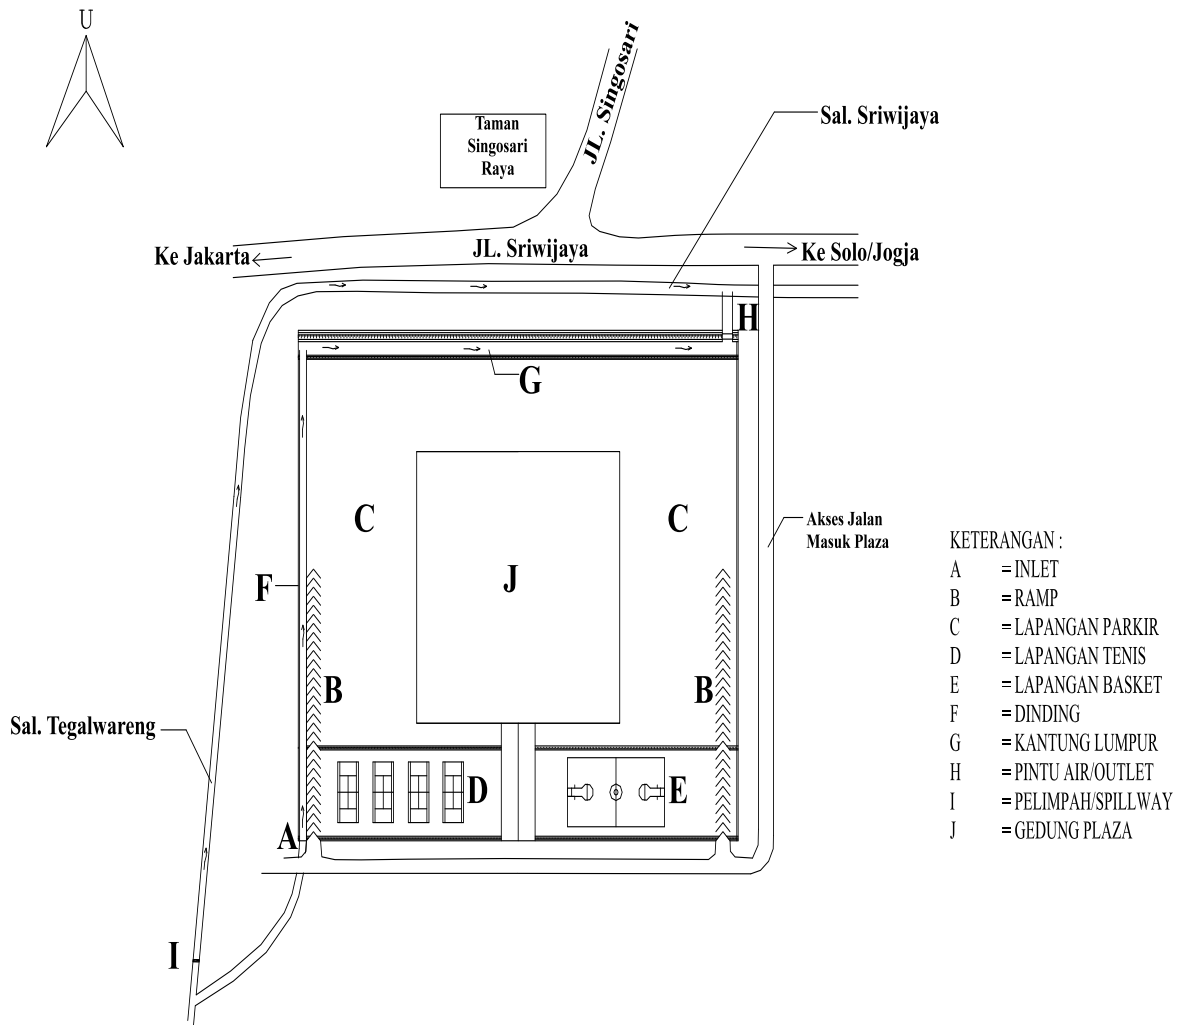 U
JL. Singosari
Taman
Singosari
Raya
Sal. Sriwijaya
Ke Jakarta
JL. Sriwijaya
Ke Solo/Jogja
H
G
C
C
Akses Jalan
Masuk Plaza
F
J
B
B
Sal. Tegalwareng
D
E
A
I
KETERANGAN :
A = INLET
B = RAMP
C = LAPANGAN PARKIR
D = LAPANGAN TENIS
E = LAPANGAN BASKET
F = DINDING
G = KANTUNG LUMPUR
H = PINTU AIR/OUTLET
I = PELIMPAH/SPILLWAY
J = GEDUNG PLAZA